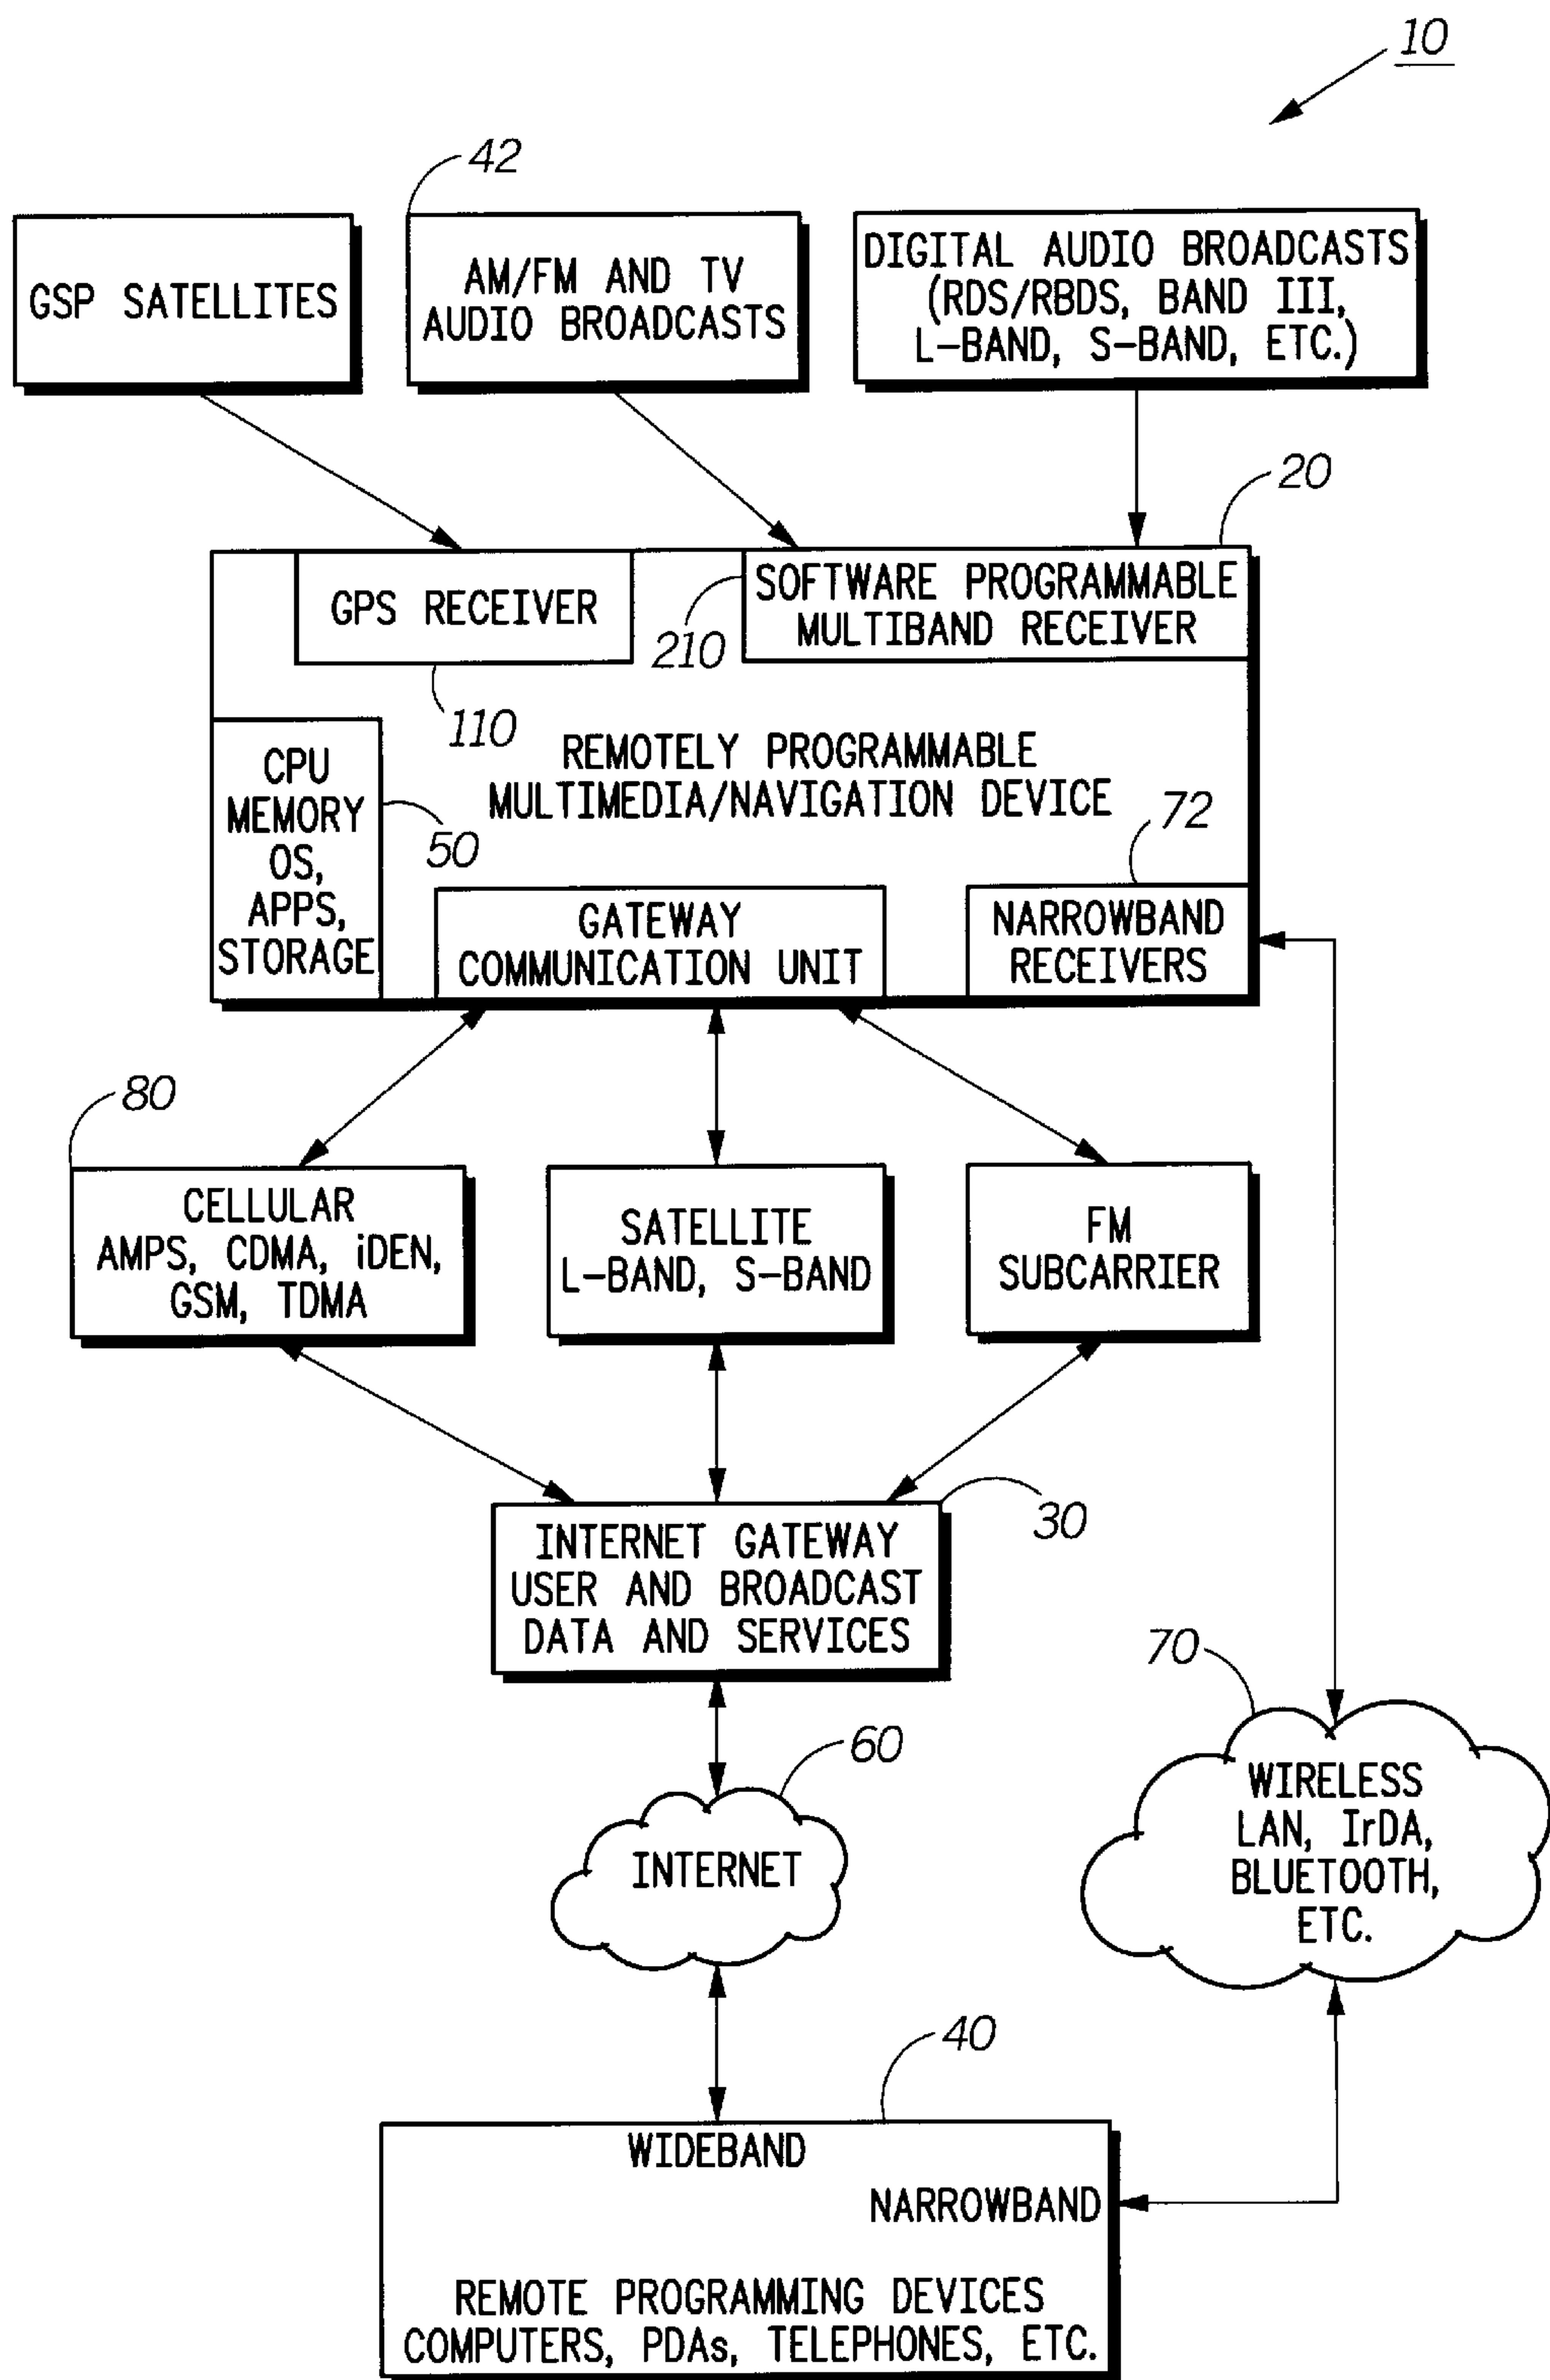 10
42
GSP SATELLITES
AM/FM AND TV
AUDIO BROADCASTS
DIGITAL AUDIO BROADCASTS
(RDS/RBDS, BAND III,
L-BAND, S-BAND, ETC.)
20
GPS RECEIVER
210
SOFTWARE PROGRAMMABLE
MULTIBAND RECEIVER
110
REMOTELY PROGRAMMABLE
MULTIMEDIA/NAVIGATION DEVICE
CPU
MEMORY
OS,
APPS,
STORAGE
50
72
GATEWAY
COMMUNICATION UNIT
NARROWBAND
RECEIVERS
80
CELLULAR
AMPS, CDMA, iDEN,
GSM, TDMA
SATELLITE
L-BAND, S-BAND
FM
SUBCARRIER
30
INTERNET GATEWAY
USER AND BROADCAST
DATA AND SERVICES
70
60
INTERNET
WIRELESS
LAN, IrDA,
BLUETOOTH,
ETC.
40
WIDEBAND
NARROWBAND
REMOTE PROGRAMMING DEVICES
COMPUTERS, PDAs, TELEPHONES, ETC.